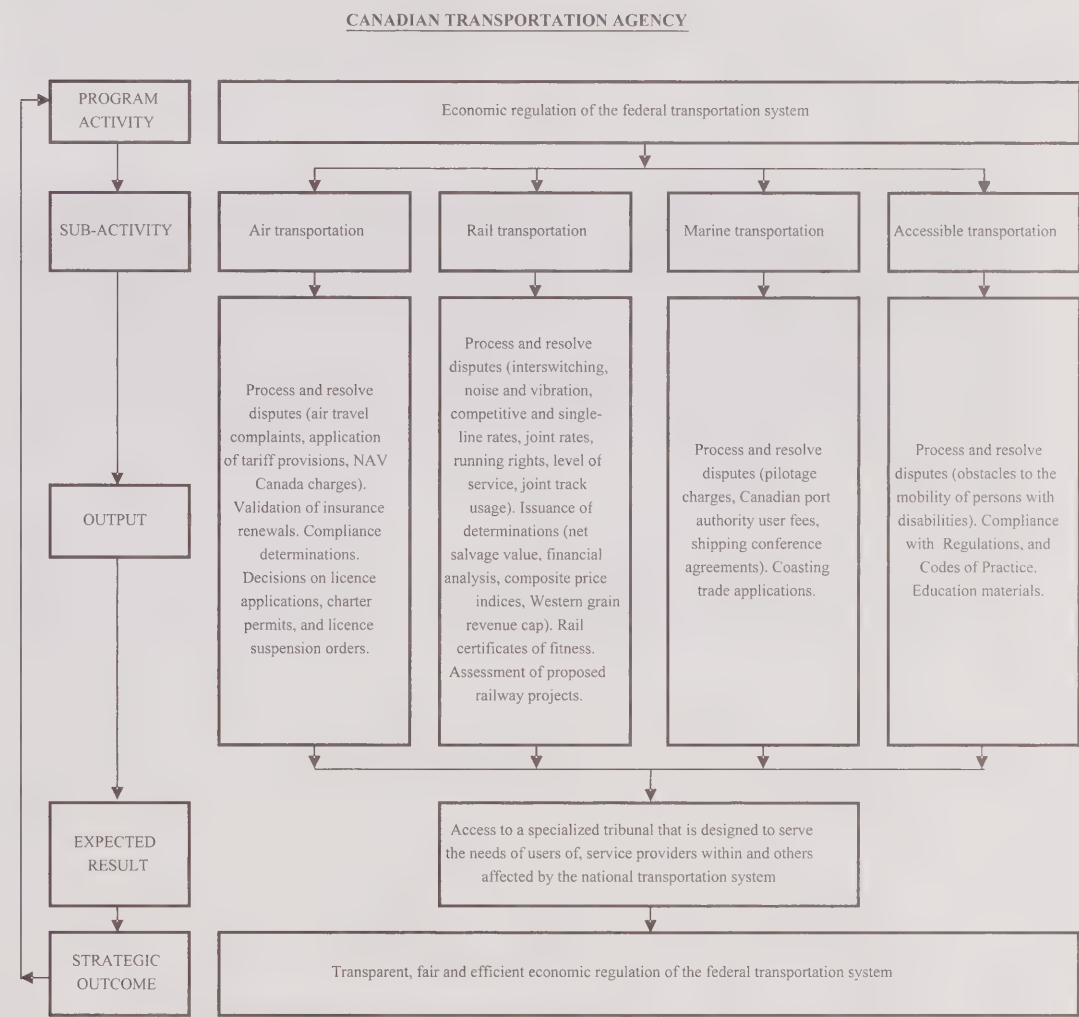 CANADIAN TRANSPORTATION AGENCY
PROGRAM
ACTIVITY
Economic regulation of the federal transportation system
SUB-ACTIVITY
Air transportation
Rail transportation
Marine transportation
Accessible transportation
OUTPUT
Process and resolve
disputes (air travel
complaints, application
of tariff provisions, NAV
Canada charges).
Validation of insurance
renewals. Compliance
determinations.
Decisions on licence
applications, charter
permits, and licence
suspension orders.
Process and resolve
disputes (interswitching,
noise and vibration,
competitive and single-
line rates, joint rates,
running rights, level of
service, joint track
usage). Issuance of
determinations (net
salvage value, financial
analysis, composite price
indices, Western grain
revenue cap). Rail
certificates of fitness.
Assessment of proposed
railway projects.
Process and resolve
disputes (pilotage
charges, Canadian port
authority user fees,
shipping conference
agreements). Coasting
trade applications.
Process and resolve
disputes (obstacles to the
mobility of persons with
disabilities). Compliance
with Regulations, and
Codes of Practice.
Education materials.
EXPECTED
RESULT
Access to a specialized tribunal that is designed to serve
the needs of users of, service providers within and others
affected by the national transportation system
STRATEGIC
OUTCOME
Transparent, fair and efficient economic regulation of the federal transportation system